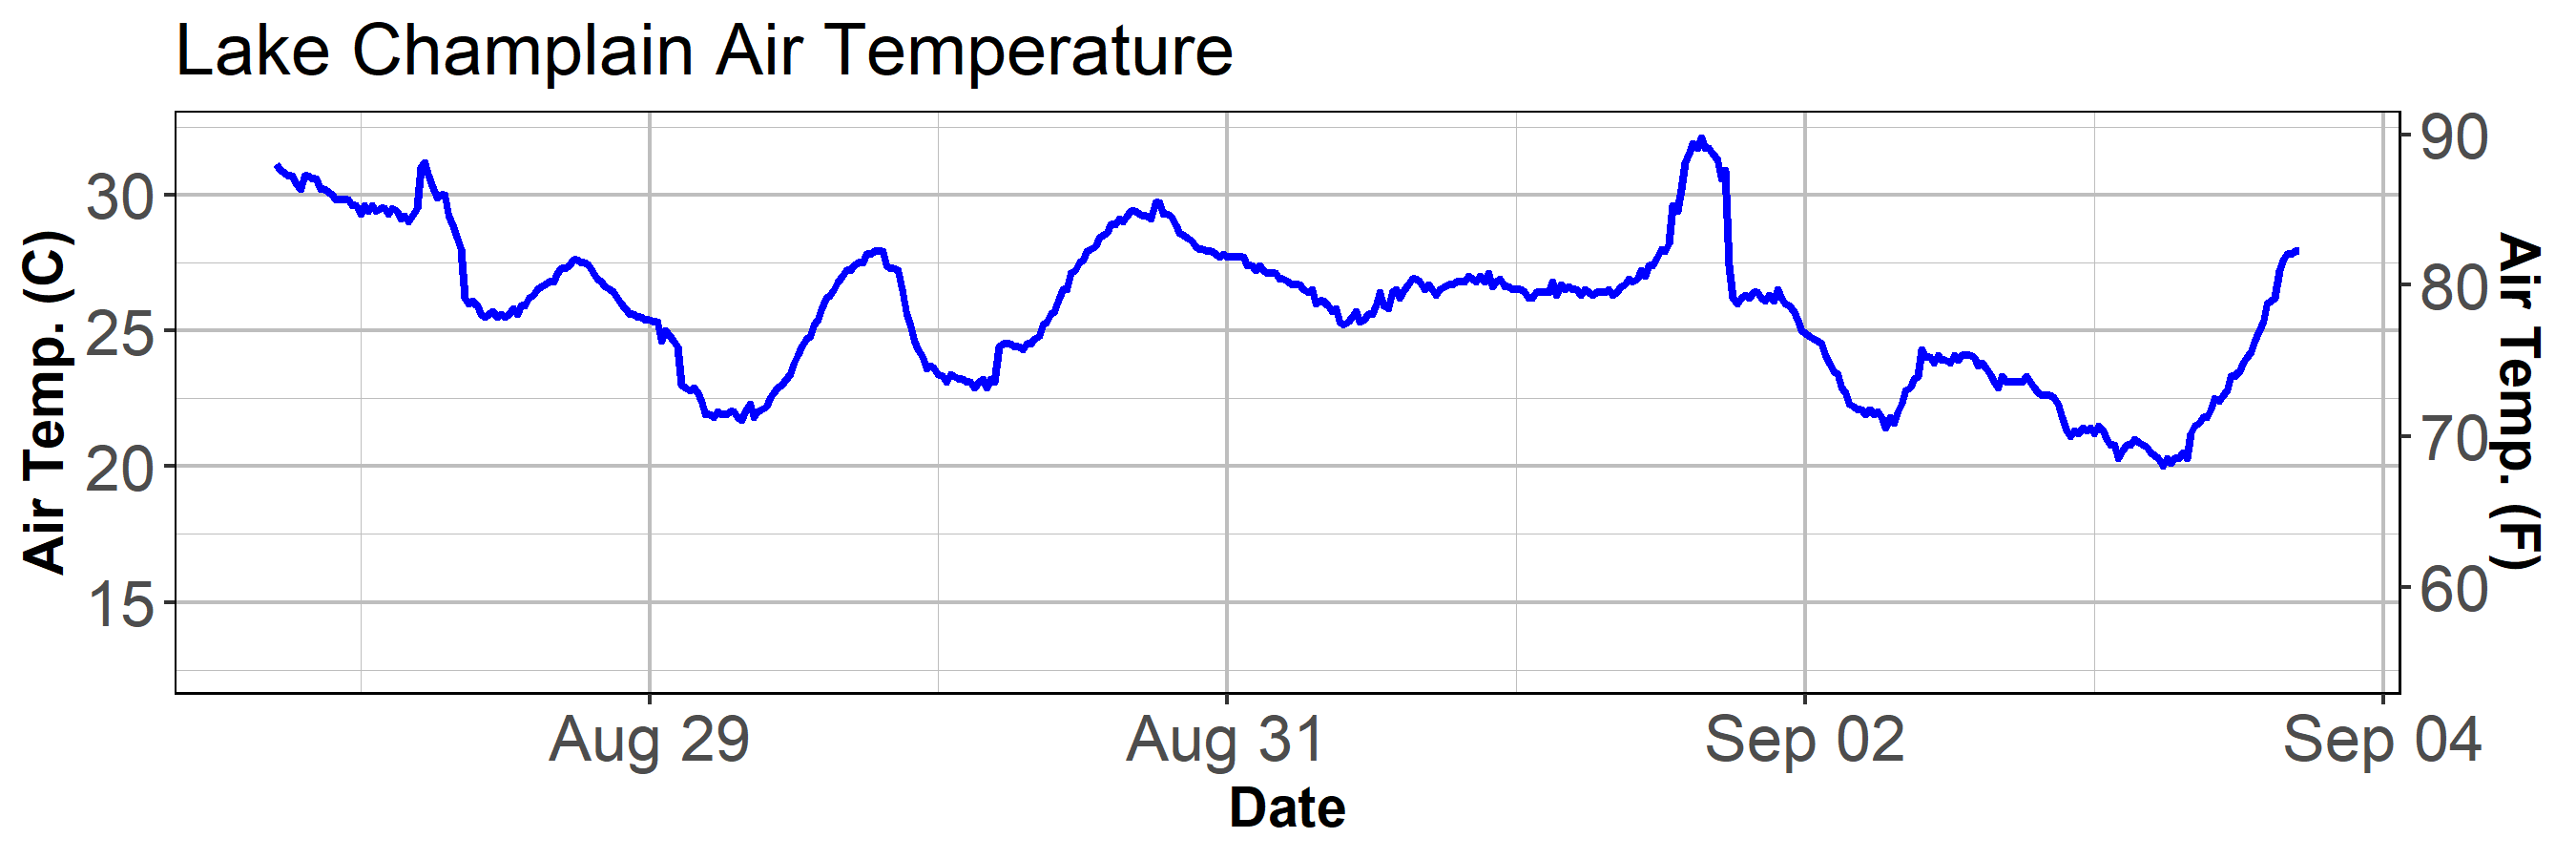 Lake Champlain Air Temperature
Air Temp. (C)
30
25
20
15
90
80
70
60
Air Temp. (F)
Aug 29
Aug 31
Sep 02
Sep 04
Date